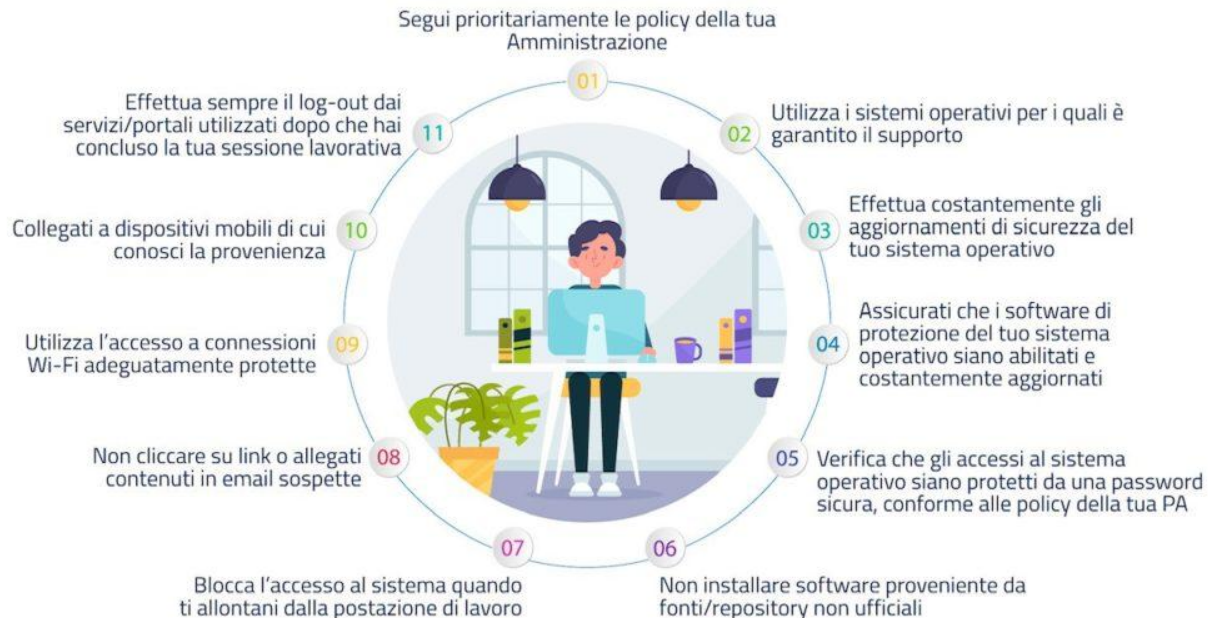 Segui prioritariamente le policy della tua
Amministrazione
01
Utilizza i sistemi operativi per i quali è
garantito il supporto
02
Effettua costantemente gli
aggiornamenti di sicurezza del
tuo sistema operativo
03
Assicurati che i software di
protezione del tuo sistema
operativo siano abilitati e
costantemente aggiornati
04
05
Verifica che gli accessi al sistema
operativo siano protetti da una password
sicura, conforme alle policy della tua PA
06
Non installare software proveniente da
fonti/repository non ufficiali
07
Blocca l'accesso al sistema quando
ti allontani dalla postazione di lavoro
08
Non cliccare su link o allegati
contenuti in email sospette
09
Utilizza l'accesso a connessioni
Wi-Fi adeguatamente protette
10
Collegati a dispositivi mobili di cui
conosci la provenienza
11
Effettua sempre il log-out dai
servizi/portali utilizzati dopo che hai
concluso la tua sessione lavorativa